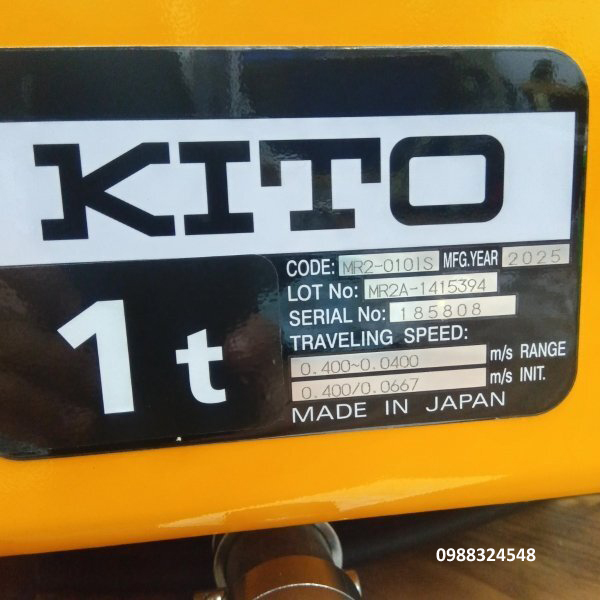 KITO
1 t
CODE: MR2-010IS MFG.YEAR 2025
LOT No: MR2A-1415394
SERIAL No: 185808
TRAVELING SPEED:
0.400~0.0400 m/s RANGE
0.400/0.0667 m/s INIT.
MADE IN JAPAN
0988324548